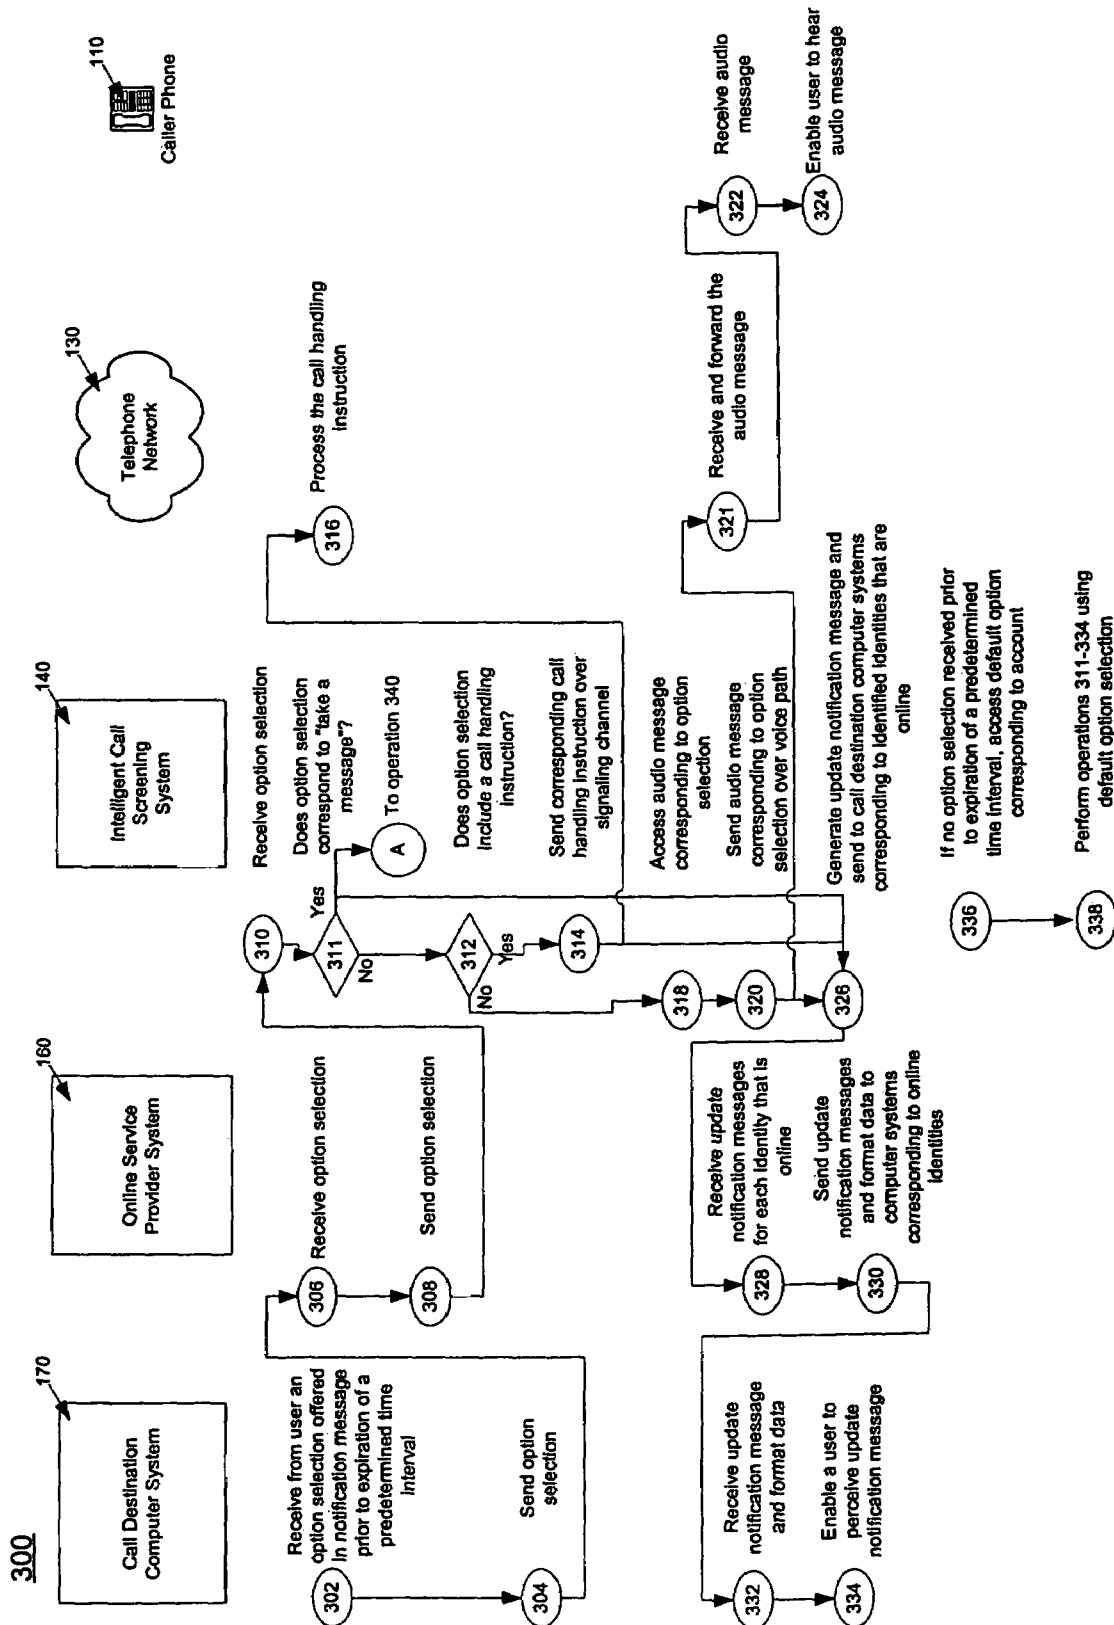 300
170
Call Destination
Computer System
160
Online Service
Provider System
140
Intelligent Call
Screening
System
130
Telephone
Network
110
Caller Phone
302
Receive from user an
option selection offered
in notification message
prior to expiration of a
predetermined time
interval
304
Send option
selection
306
Receive option selection
308
Send option selection
310
Receive option selection
311
Does option selection
correspond to "take a
message"?
Yes
No
A
To operation 340
312
Does option selection
include a call handling
instruction?
Yes
No
314
Send corresponding call
handling instruction over
signaling channel
316
Process the call handling
instruction
318
Access audio message
corresponding to option
selection
320
Send audio message
corresponding to option
selection over voice path
321
Receive and forward the
audio message
322
Receive audio
message
324
Enable user to hear
audio message
326
Generate update notification message and
send to call destination computer systems
corresponding to identified identities that are
online
328
Receive update
notification messages
for each identity that is
online
330
Send update
notification messages
and format data to
computer systems
corresponding to online
identities
332
Receive update
notification message
and format data
334
Enable a user to
perceive update
notification message
336
If no option selection received prior
to expiration of a predetermined
time interval, access default option
corresponding to account
338
Perform operations 311-334 using
default option selection